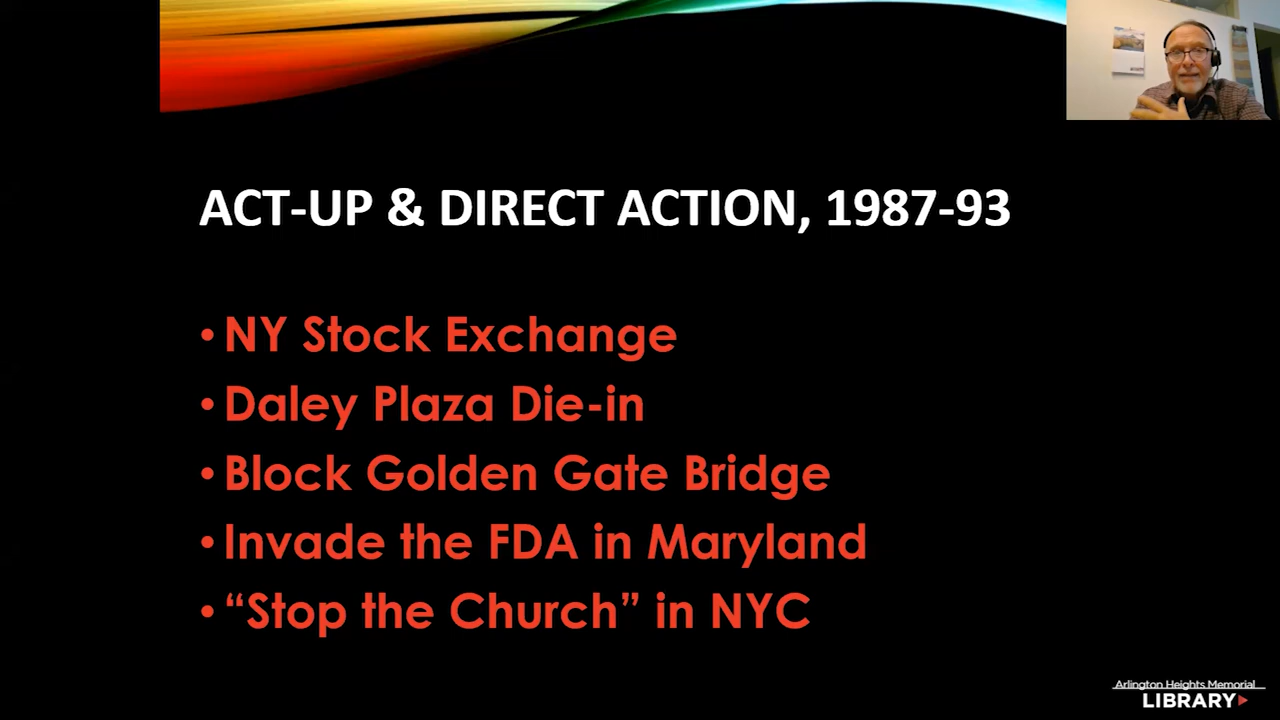 ACT-UP & DIRECT ACTION, 1987-93
• NY Stock Exchange
• Daley Plaza Die-in
• Block Golden Gate Bridge
• Invade the FDA in Maryland
• “Stop the Church” in NYC
Arlington Heights Memorial
LIBRARY